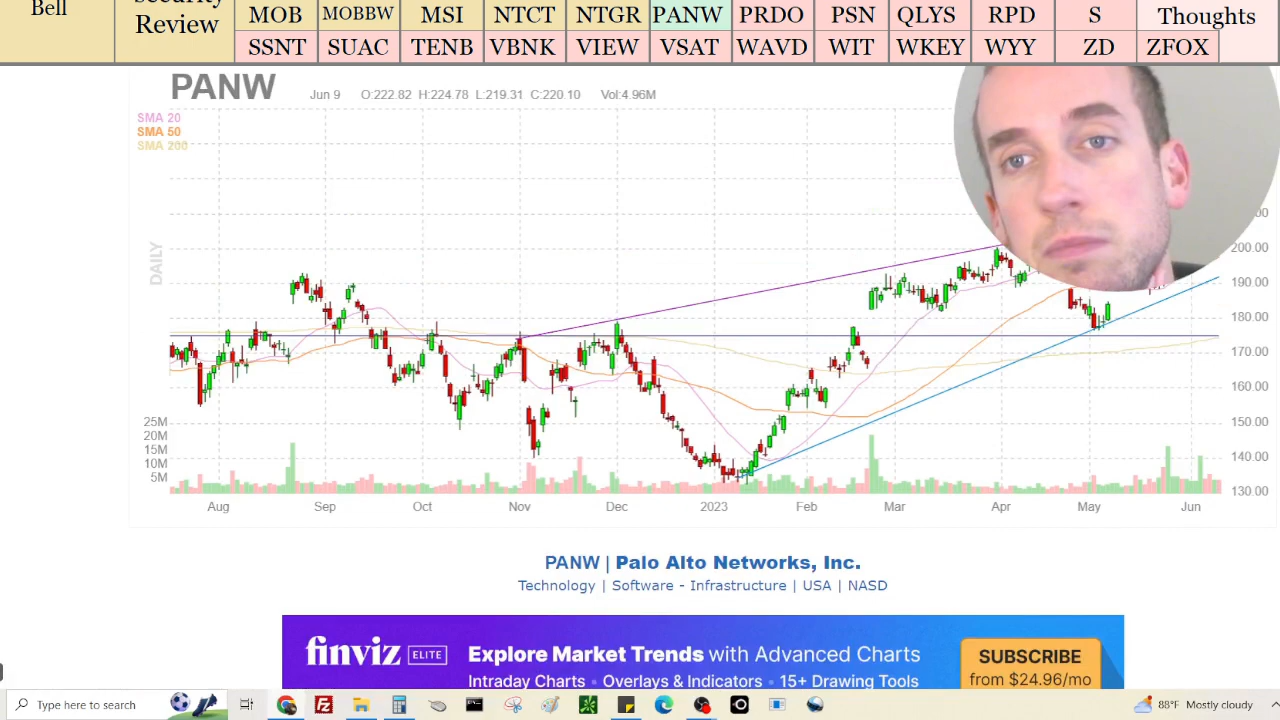 Bell
Security
Review
MOB MOBBW MSI NTCT NTGR PANW PRDO PSN QLYS RPD S Thoughts
SSNT SUAC TENB VBNK VIEW VSAT WAVD WIT WKEY WYY ZD ZFOX
PANW Jun 9 O:222.82 H:224.78 L:219.31 C:220.10 Vol:4.96M
SMA 20
SMA 50
SMA 200
DAILY
200.00
190.00
180.00
170.00
160.00
150.00
140.00
130.00
25M
20M
15M
10M
5M
Aug Sep Oct Nov Dec 2023 Feb Mar Apr May Jun
PANW | Palo Alto Networks, Inc.
Technology | Software - Infrastructure | USA | NASD
finviz ELITE Explore Market Trends with Advanced Charts
Intraday Charts • Overlays & Indicators • 15+ Drawing Tools
SUBSCRIBE
from $24.96/mo
Type here to search
88°F Mostly cloudy